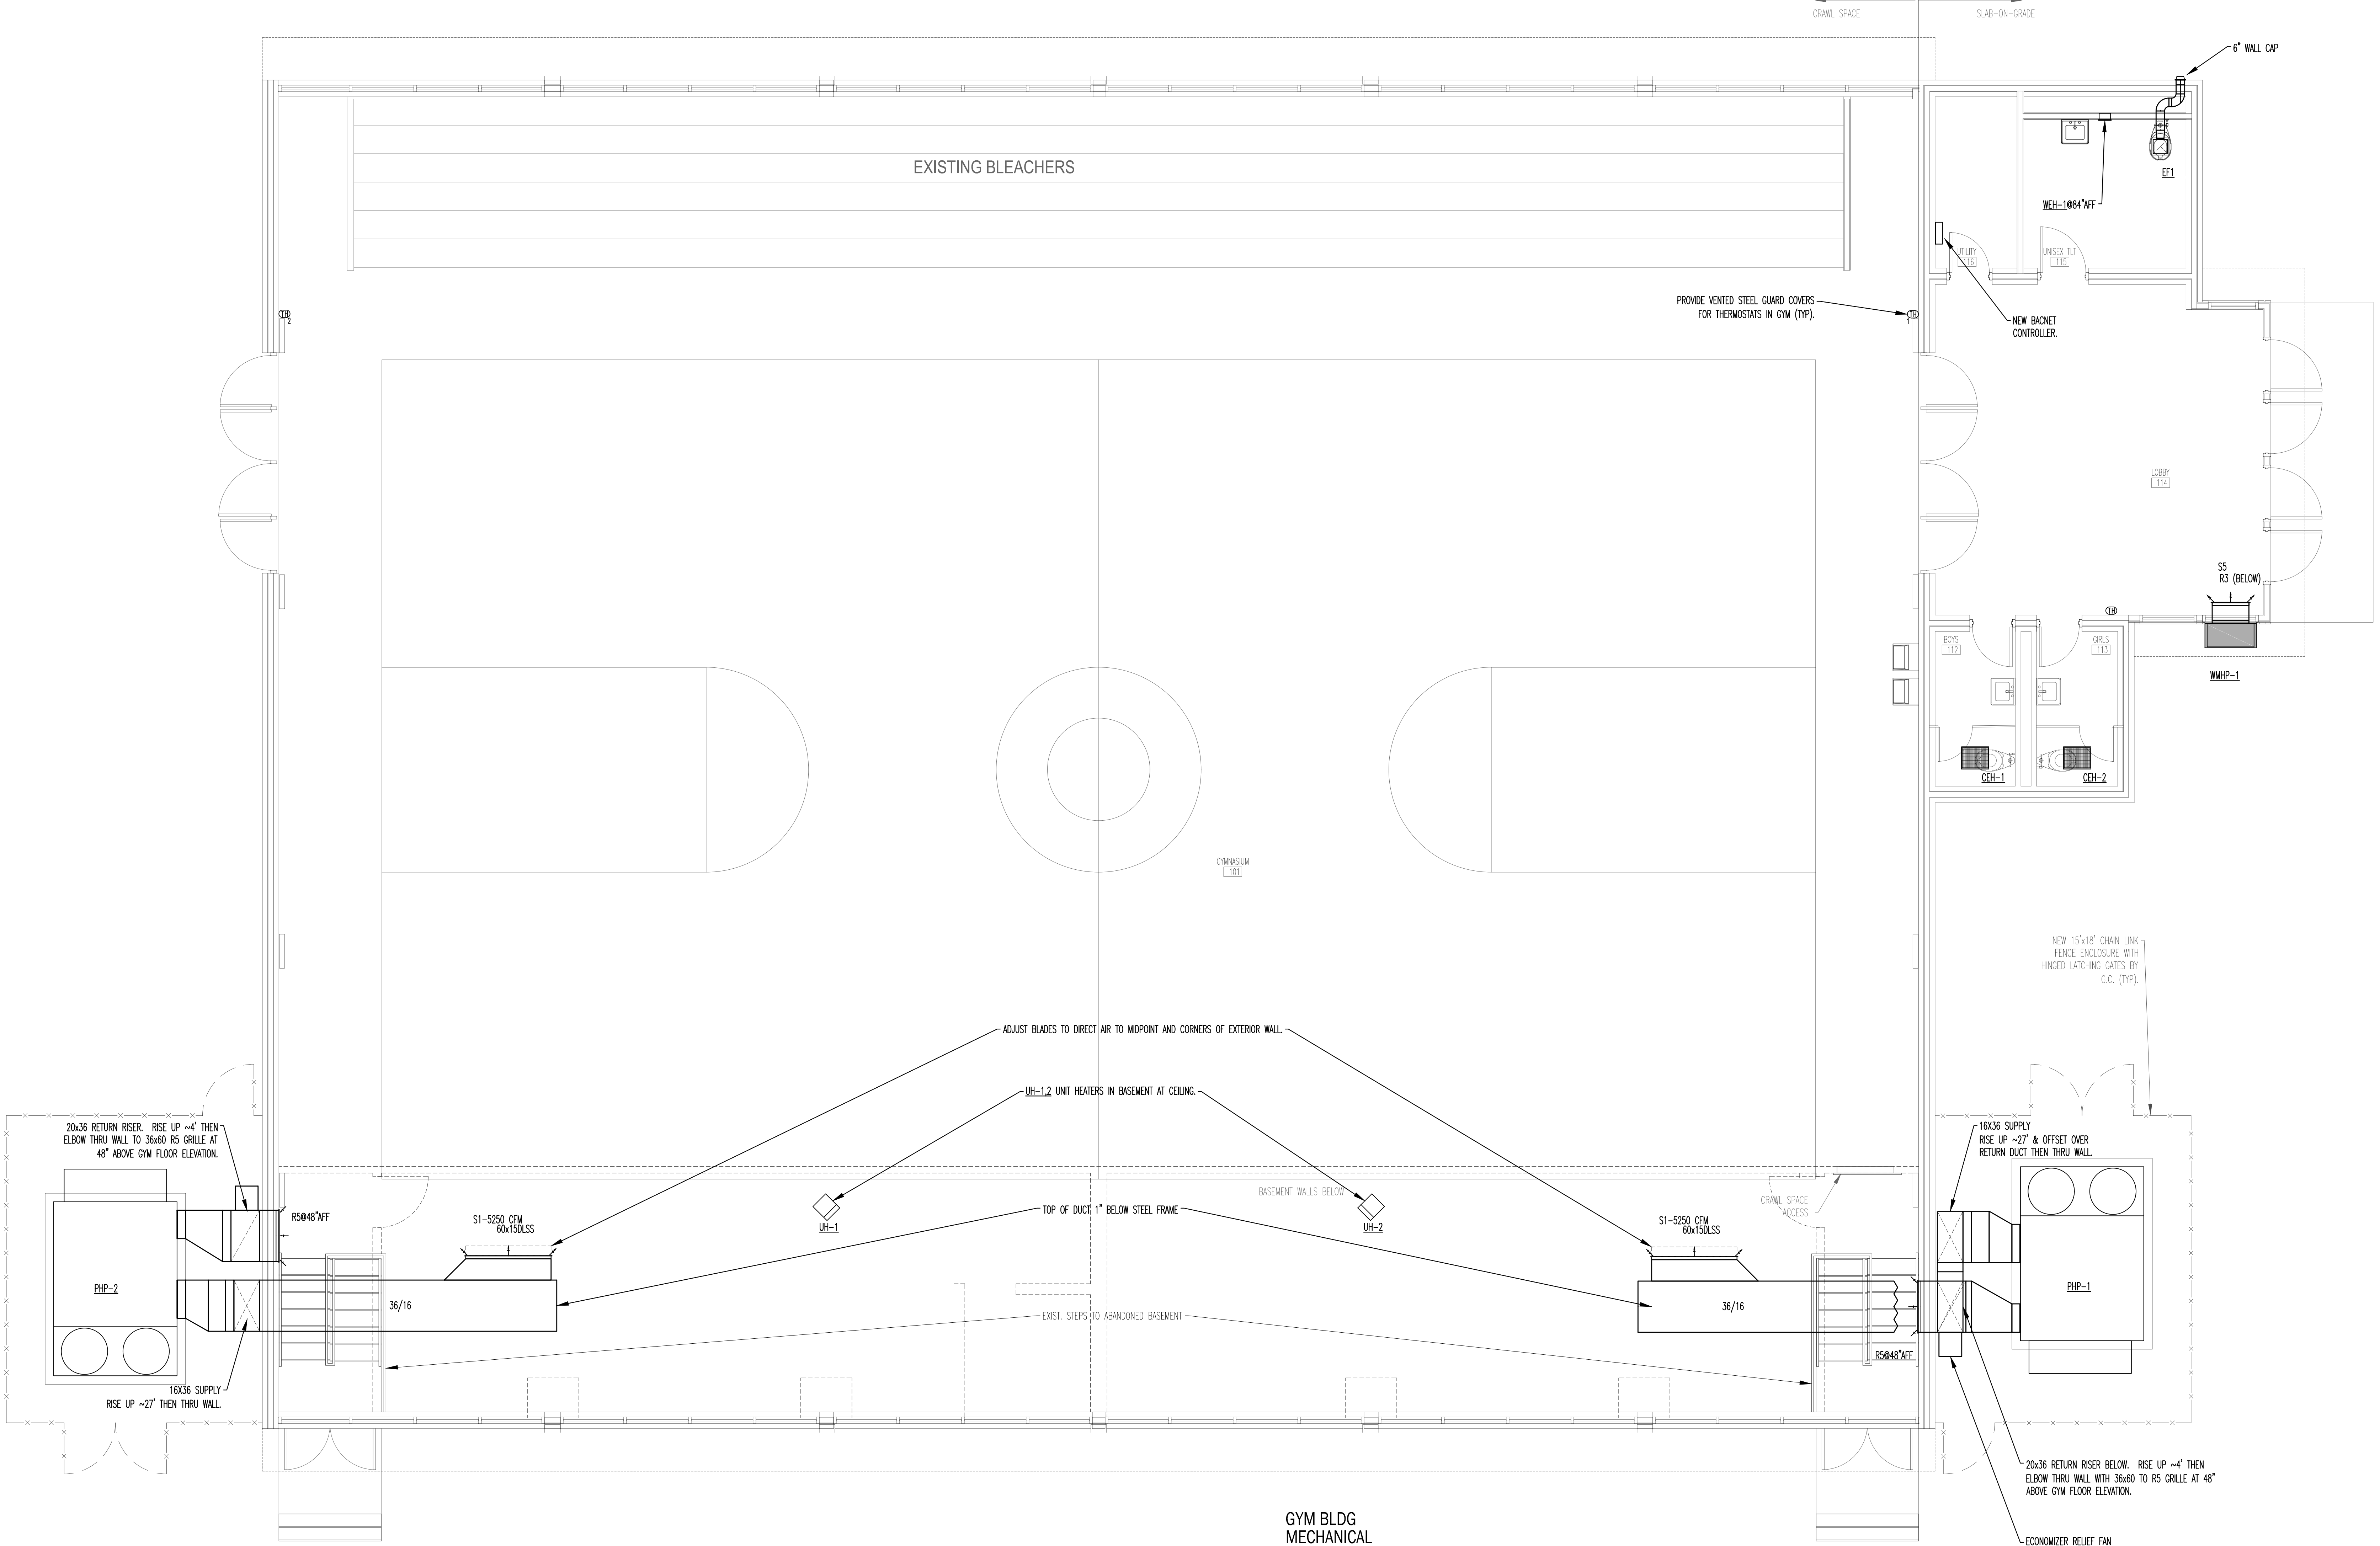 CRAWL SPACE
SLAB-ON-GRADE
6" WALL CAP
EXISTING BLEACHERS
EF1
WEH-1@84"AFF
UTILITY
116
UNISEX TLT
115
PROVIDE VENTED STEEL GUARD COVERS
FOR THERMOSTATS IN GYM (TYP).
TH
2
TH
1
NEW BACNET
CONTROLLER.
LOBBY
114
S5
R3 (BELOW)
TH
BOYS
112
GIRLS
113
WMHP-1
CEH-1
CEH-2
GYMNASIUM
101
NEW 15'x18' CHAIN LINK
FENCE ENCLOSURE WITH
HINGED LATCHING GATES BY
G.C. (TYP).
ADJUST BLADES TO DIRECT AIR TO MIDPOINT AND CORNERS OF EXTERIOR WALL.
UH-1,2 UNIT HEATERS IN BASEMENT AT CEILING.
20x36 RETURN RISER. RISE UP ~4' THEN
ELBOW THRU WALL TO 36x60 R5 GRILLE AT
48" ABOVE GYM FLOOR ELEVATION.
16X36 SUPPLY
RISE UP ~27' & OFFSET OVER
RETURN DUCT THEN THRU WALL.
BASEMENT WALLS BELOW
CRAWL SPACE
ACCESS
R5@48"AFF
S1-5250 CFM
60x15DLSS
UH-1
TOP OF DUCT 1" BELOW STEEL FRAME
UH-2
S1-5250 CFM
60x15DLSS
PHP-2
PHP-1
36/16
36/16
EXIST. STEPS TO ABANDONED BASEMENT
R5@48"AFF
16X36 SUPPLY
RISE UP ~27' THEN THRU WALL.
20x36 RETURN RISER BELOW. RISE UP ~4' THEN
ELBOW THRU WALL WITH 36x60 TO R5 GRILLE AT 48"
ABOVE GYM FLOOR ELEVATION.
GYM BLDG
MECHANICAL
ECONOMIZER RELIEF FAN